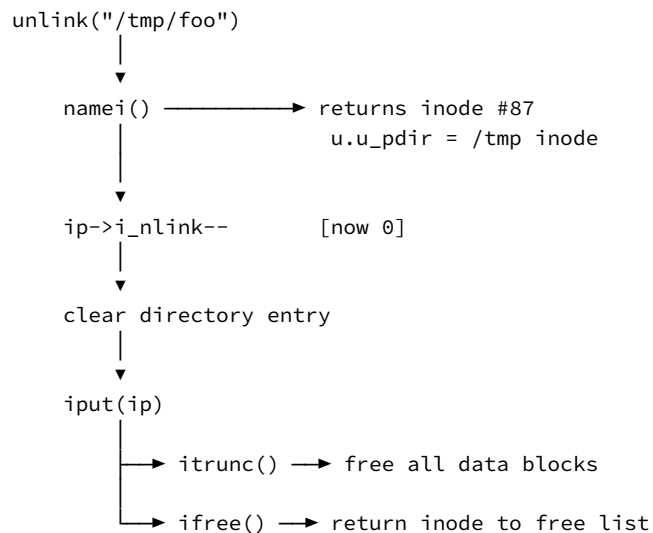 unlink("/tmp/foo")
namei() returns inode #87
u.u_pdir = /tmp inode
ip->i_nlink-- [now 0]
clear directory entry
iput(ip)
itrunc() free all data blocks
ifree() return inode to free list